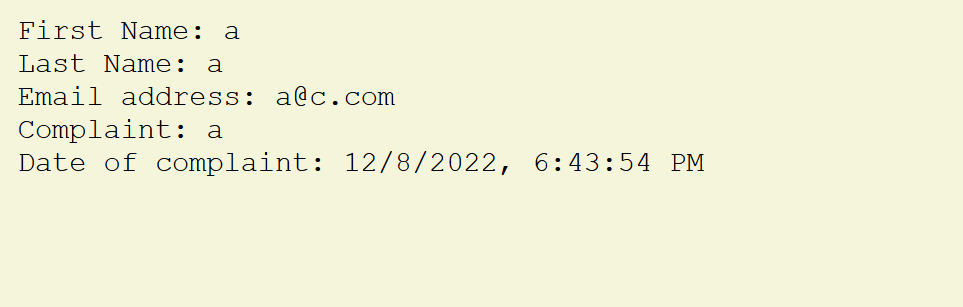 First Name: a
Last Name: a
Email address: a@c.com
Complaint: a
Date of complaint: 12/8/2022, 6:43:54 PM